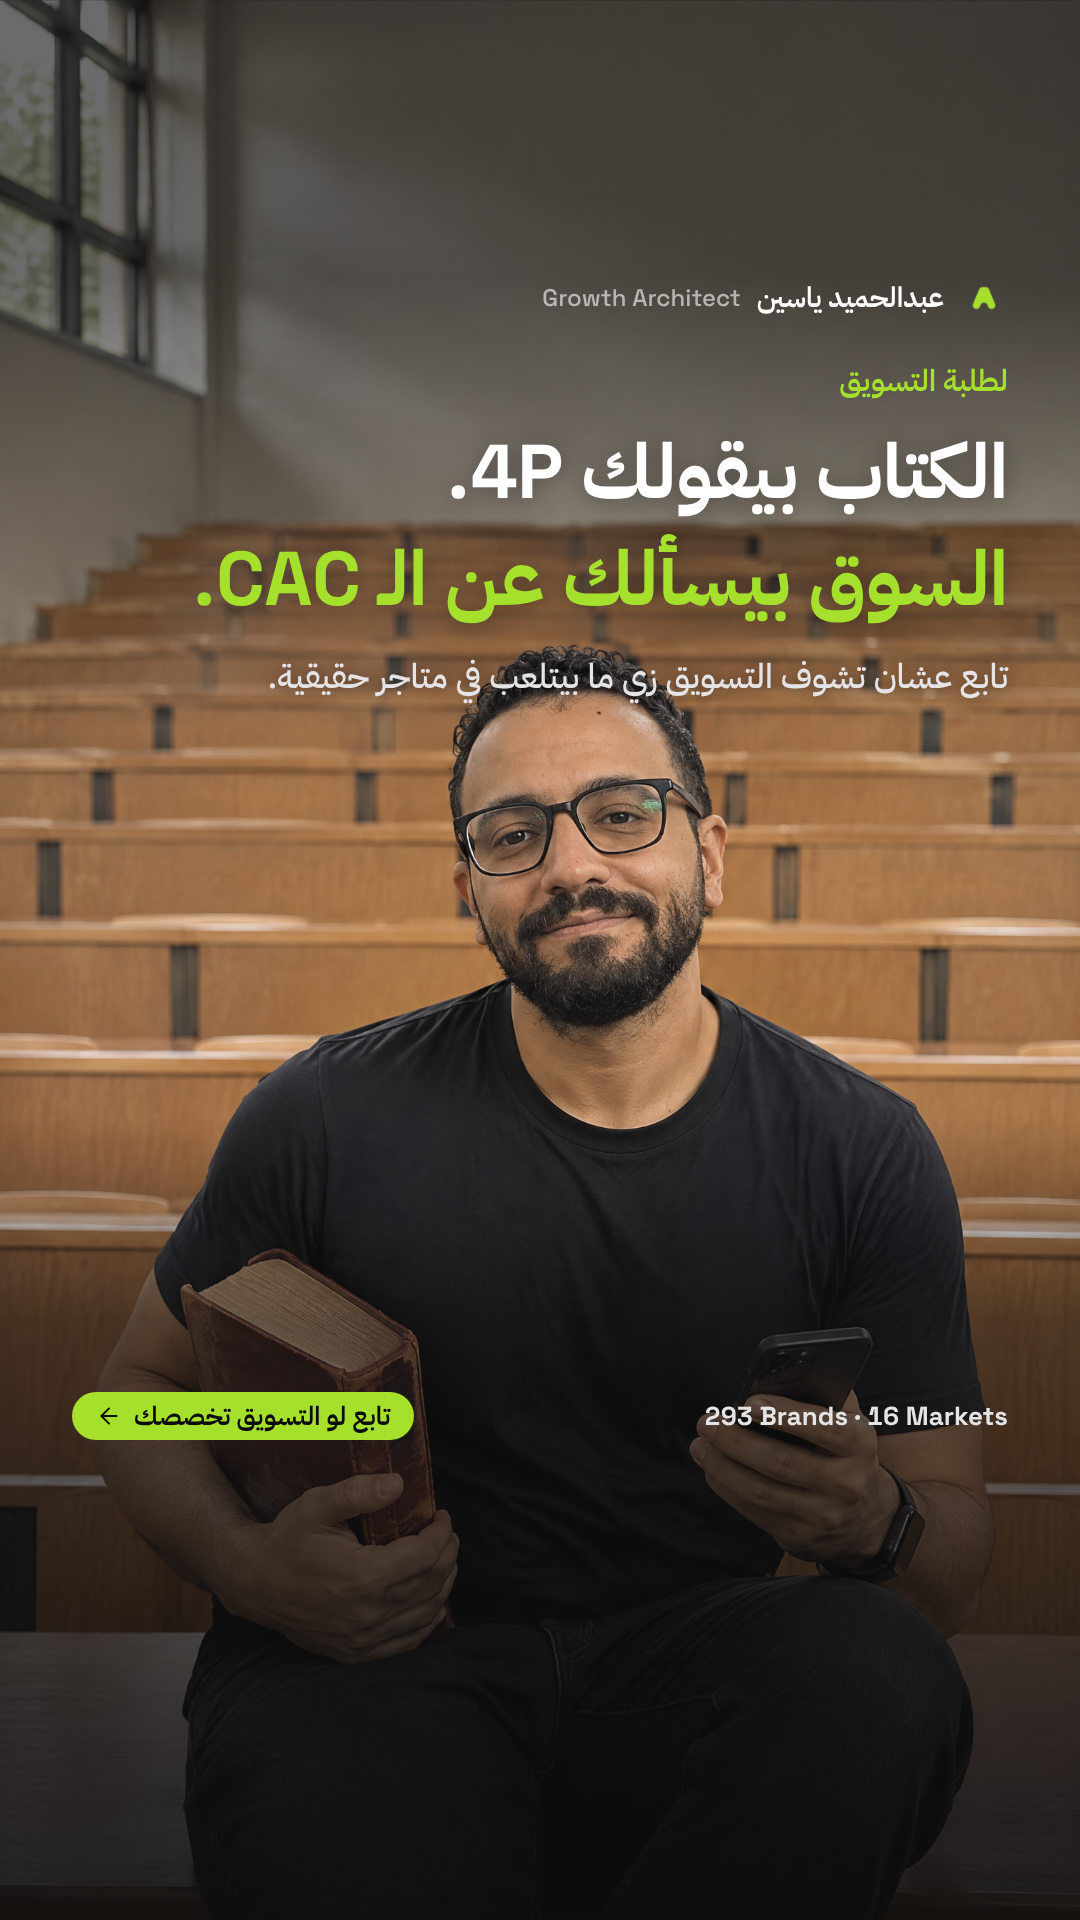 عبدالحميد ياسين Growth Architect
لطلبة التسويق
الكتاب بيقولك 4P.
السوق بيسألك عن الـ CAC.
تابع عشان تشوف التسويق زي ما بيتلعب في متاجر حقيقية.
293 Brands · 16 Markets
تابع لو التسويق تخصصك ←